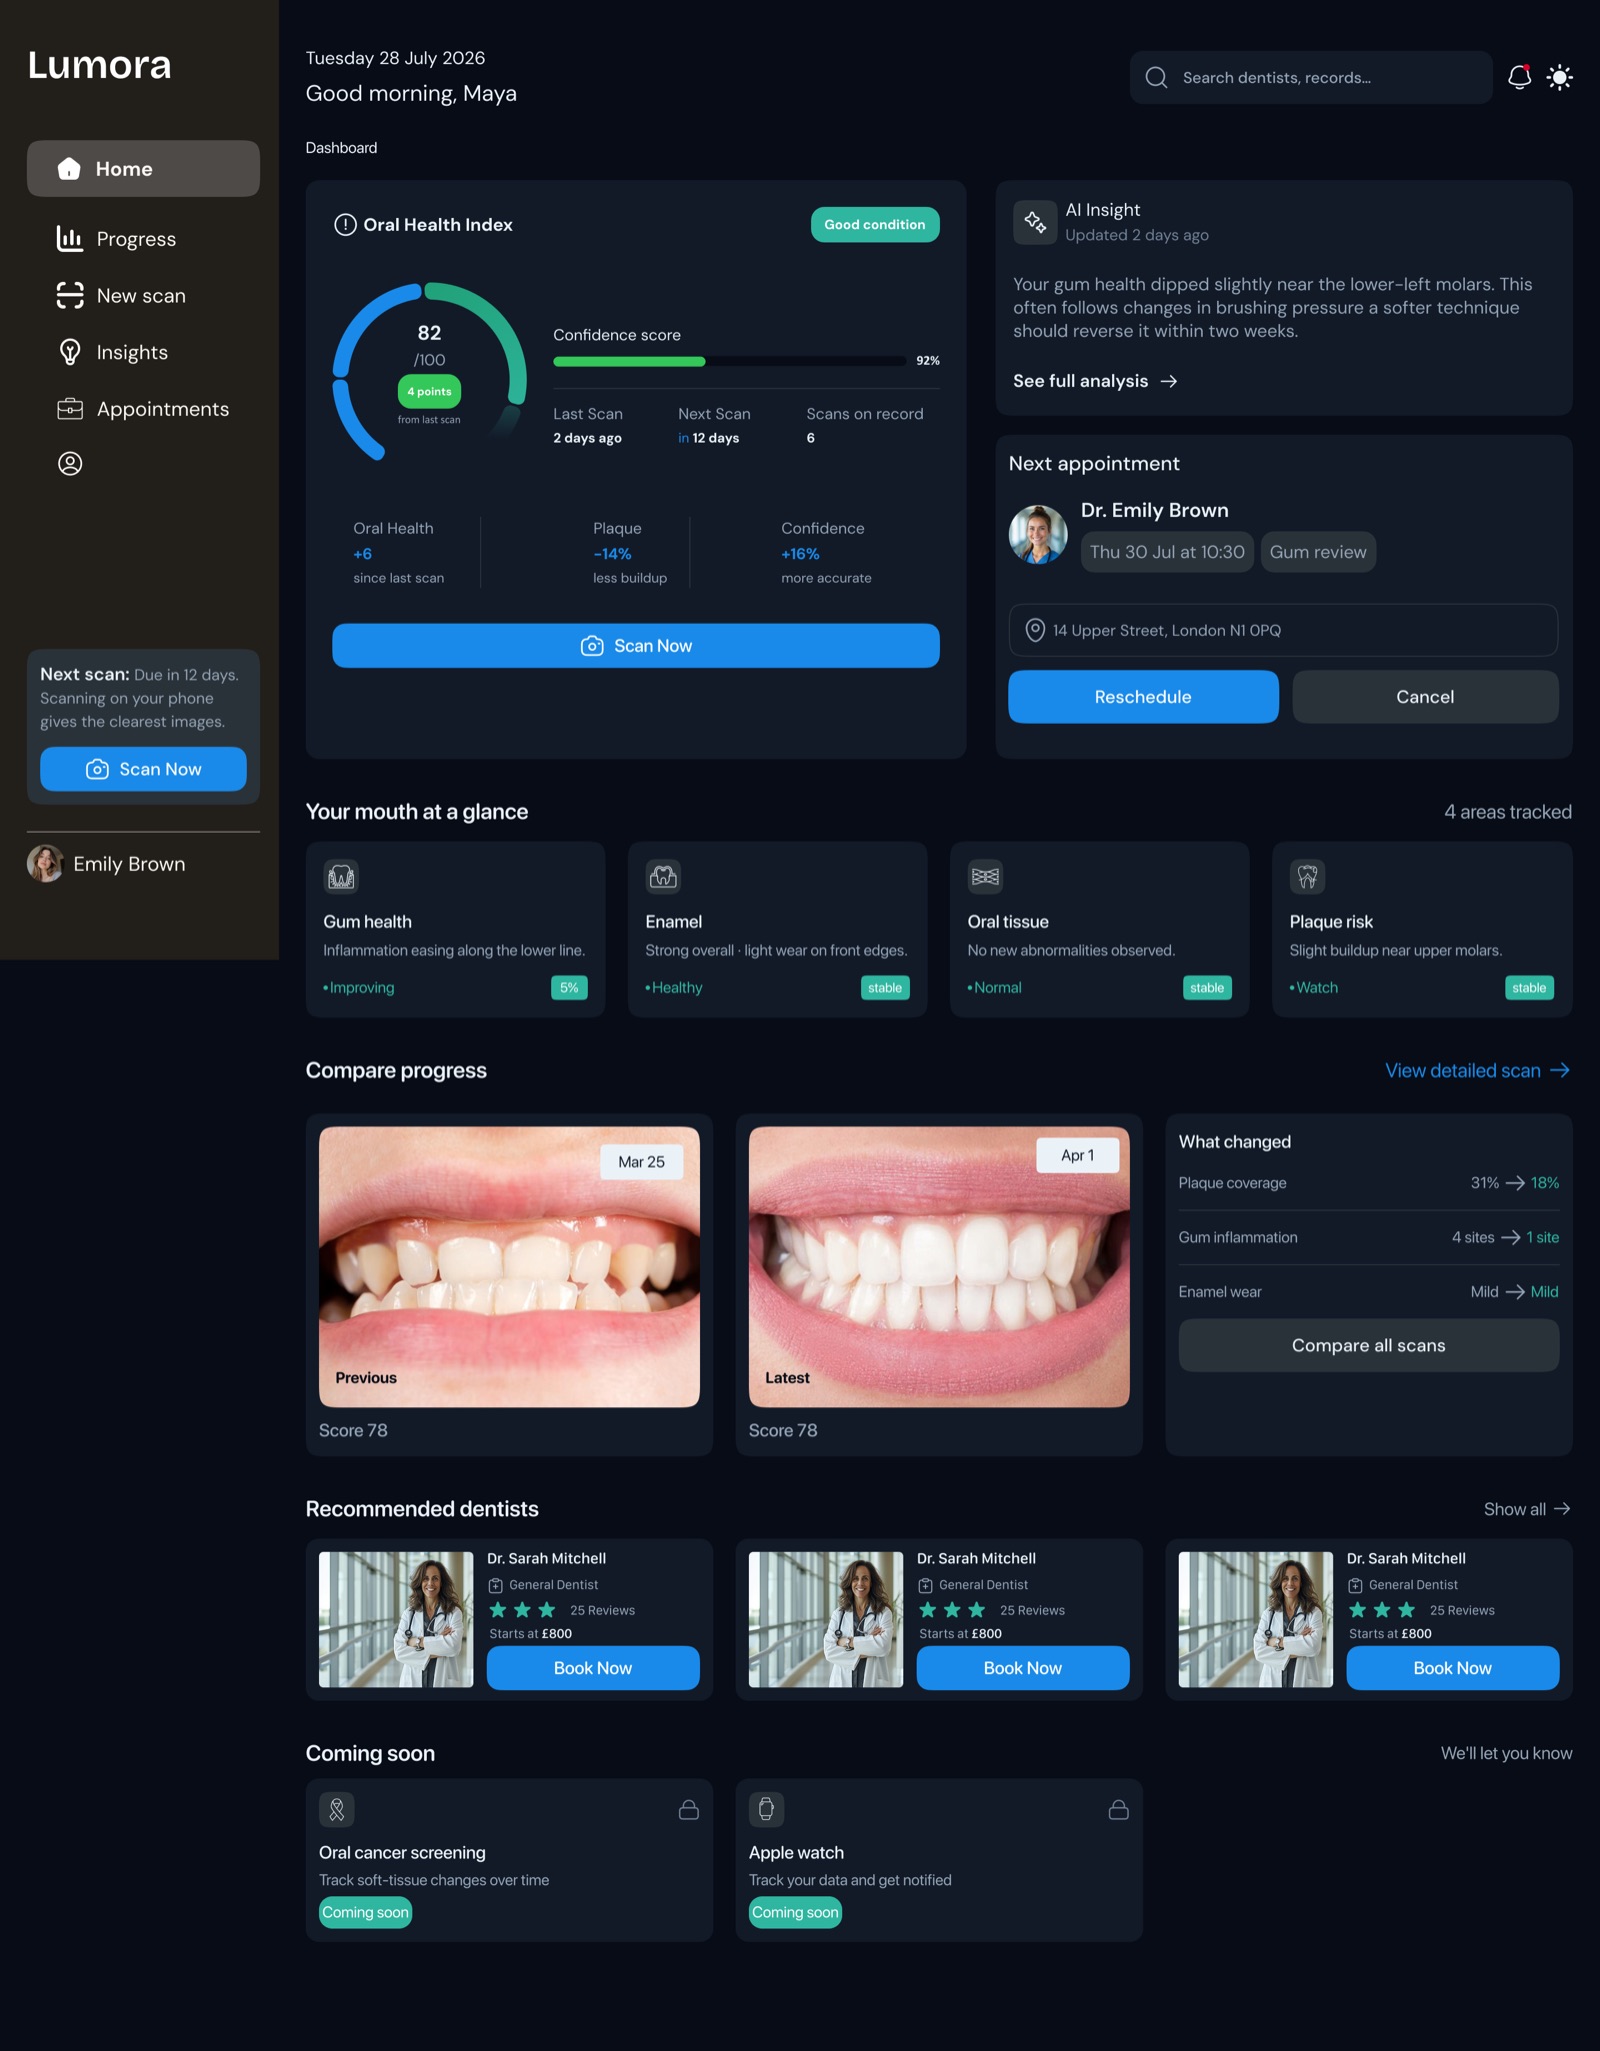 Lumora
Home
Progress
New scan
Insights
Appointments
Next scan: Due in 12 days.
Scanning on your phone
gives the clearest images.
Scan Now
Emily Brown
Tuesday 28 July 2026
Good morning, Maya
Search dentists, records...
Dashboard
Oral Health Index
Good condition
82
/100
4 points
from last scan
Confidence score
92%
Last Scan
2 days ago
Next Scan
in 12 days
Scans on record
6
Oral Health
+6
since last scan
Plaque
-14%
less buildup
Confidence
+16%
more accurate
Scan Now
AI Insight
Updated 2 days ago
Your gum health dipped slightly near the lower-left molars. This
often follows changes in brushing pressure a softer technique
should reverse it within two weeks.
See full analysis
Next appointment
Dr. Emily Brown
Thu 30 Jul at 10:30
Gum review
14 Upper Street, London N1 0PQ
Reschedule
Cancel
Your mouth at a glance
4 areas tracked
Gum health
Inflammation easing along the lower line.
•Improving
5%
Enamel
Strong overall · light wear on front edges.
•Healthy
stable
Oral tissue
No new abnormalities observed.
•Normal
stable
Plaque risk
Slight buildup near upper molars.
•Watch
stable
Compare progress
View detailed scan
Mar 25
Previous
Score 78
Apr 1
Latest
Score 78
What changed
Plaque coverage
31% → 18%
Gum inflammation
4 sites → 1 site
Enamel wear
Mild → Mild
Compare all scans
Recommended dentists
Show all
Dr. Sarah Mitchell
General Dentist
25 Reviews
Starts at £800
Book Now
Dr. Sarah Mitchell
General Dentist
25 Reviews
Starts at £800
Book Now
Dr. Sarah Mitchell
General Dentist
25 Reviews
Starts at £800
Book Now
Coming soon
We'll let you know
Oral cancer screening
Track soft-tissue changes over time
Coming soon
Apple watch
Track your data and get notified
Coming soon